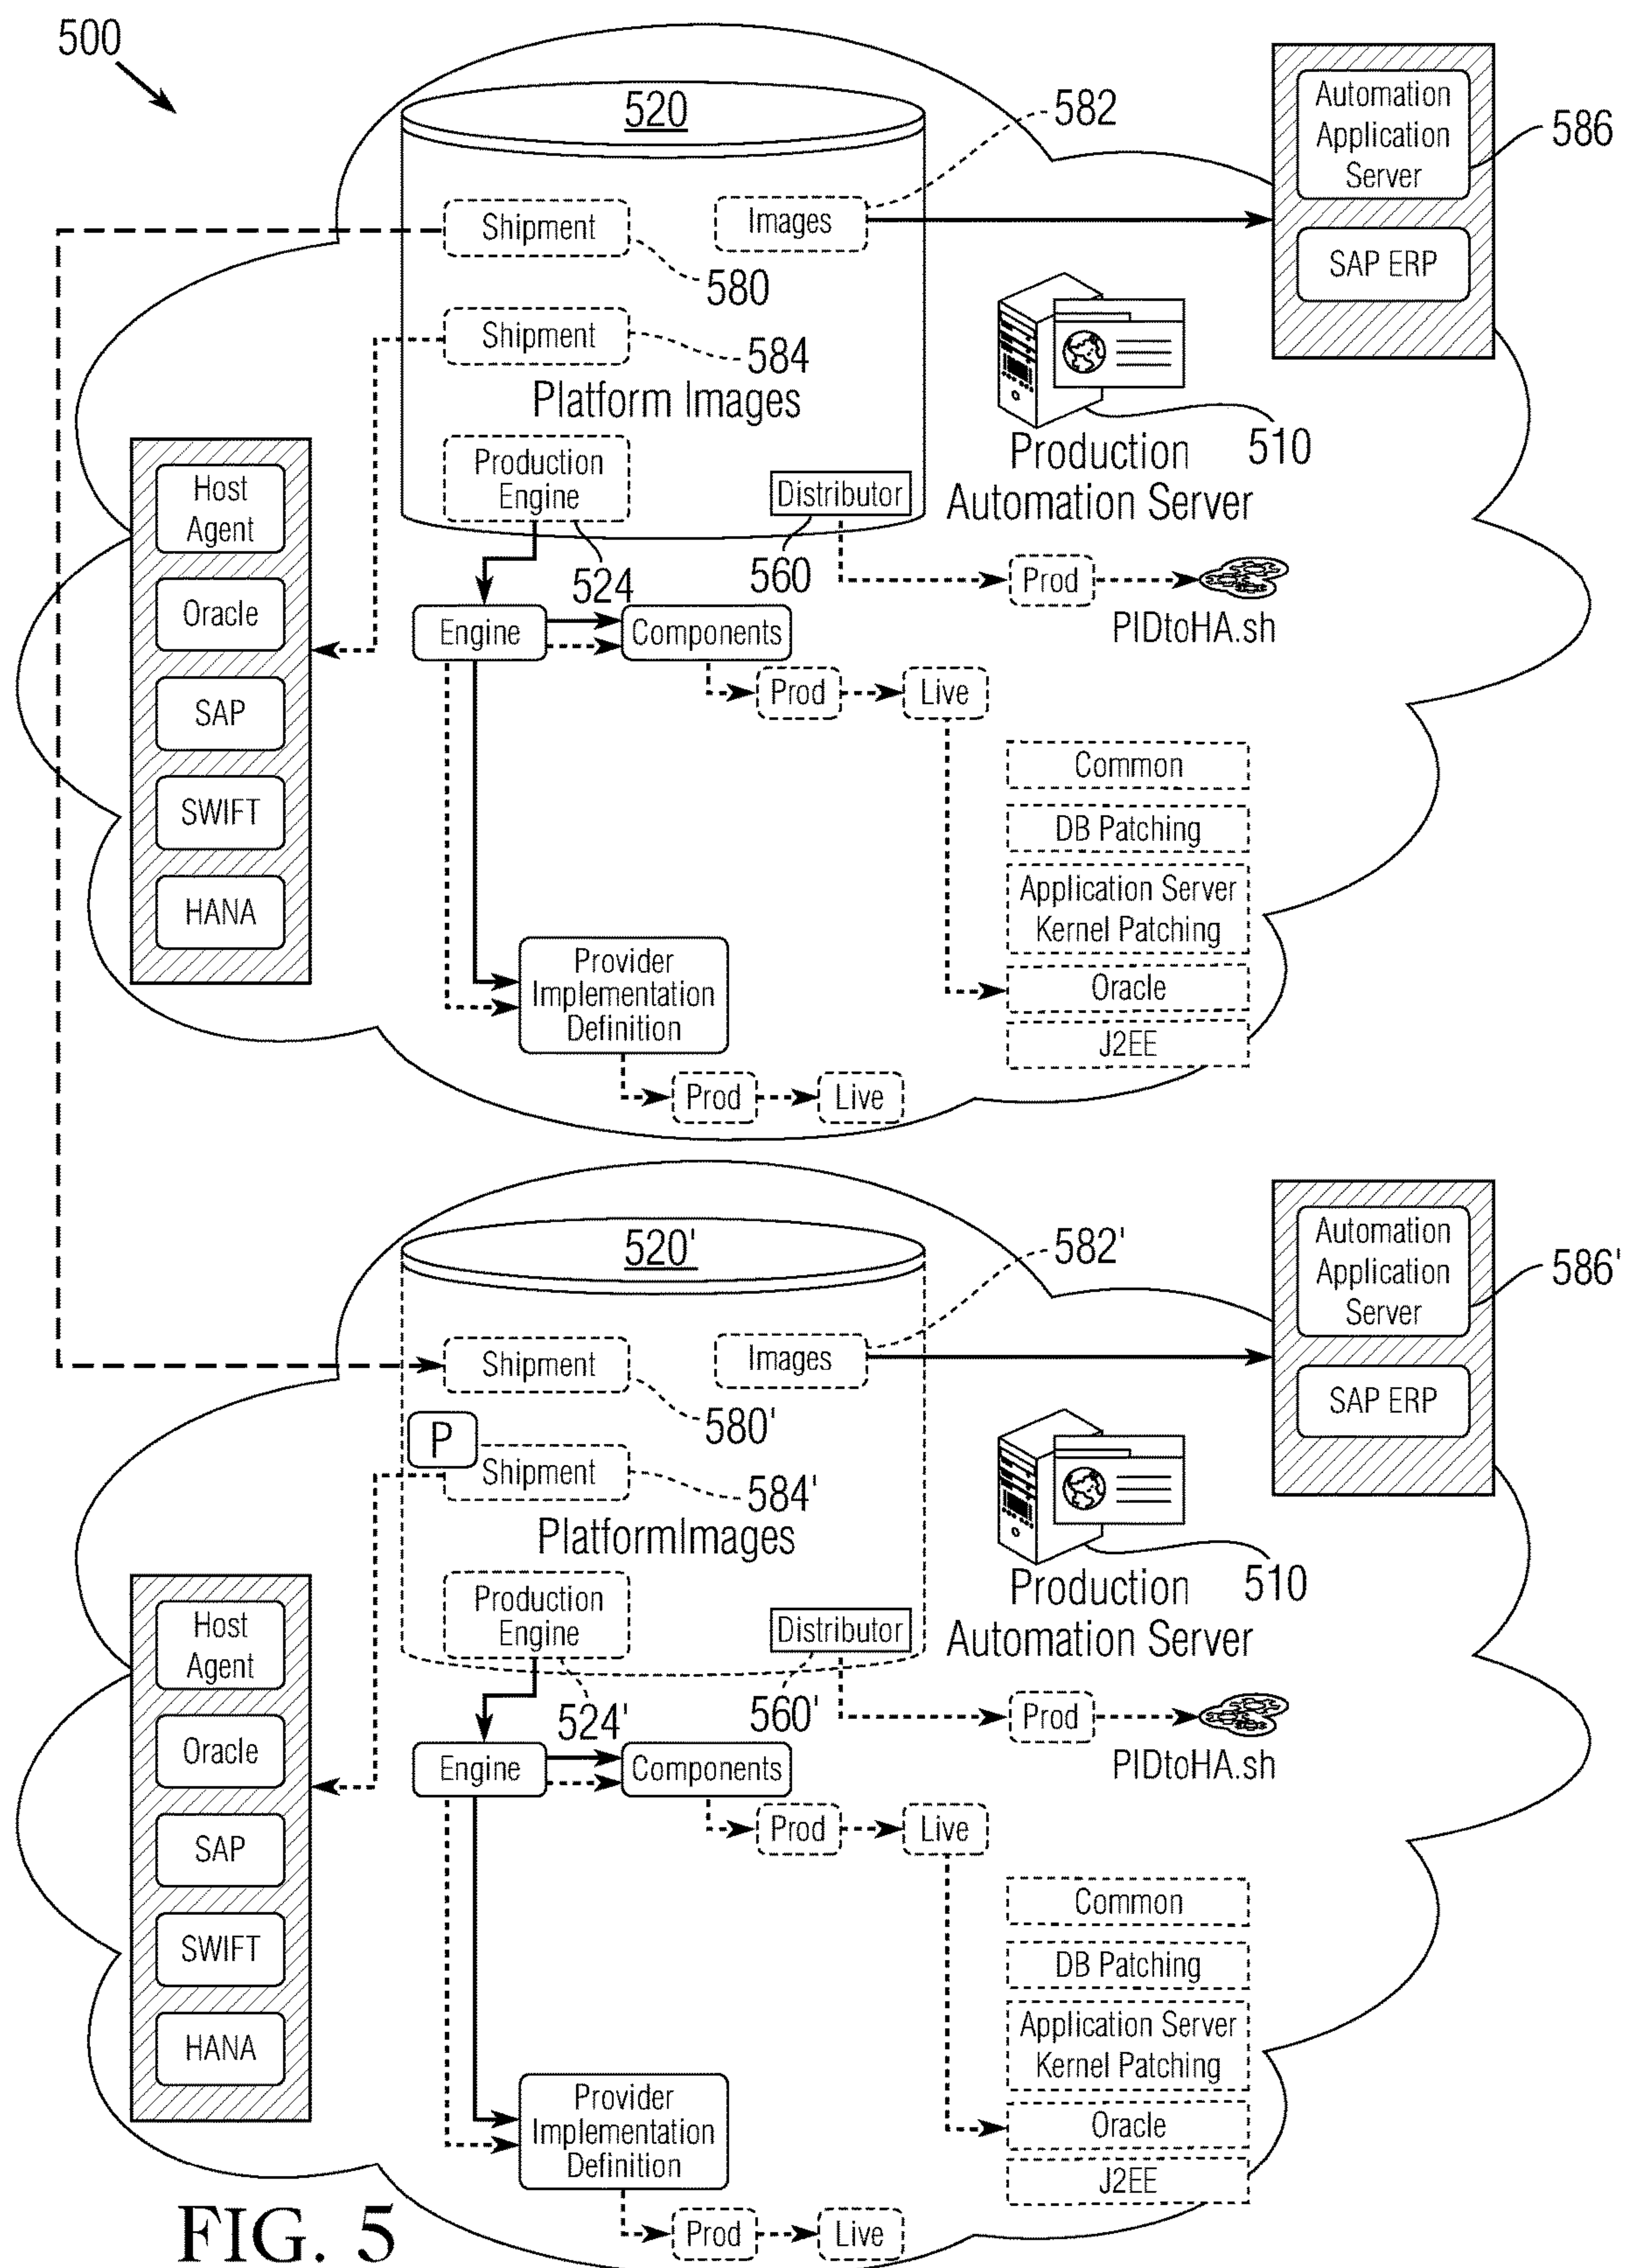 500
520
582
Automation
Application
Server
586
Shipment
Images
580
SAP ERP
Shipment
584
Platform Images
510
Production
Automation Server
Host
Agent
Production
Engine
Distributor
524
560
Prod
PIDtoHA.sh
Oracle
Engine
Components
Prod
Live
SAP
Common
SWIFT
DB Patching
HANA
Application Server
Kernel Patching
Provider
Implementation
Definition
Oracle
J2EE
Prod
Live
520'
582'
Automation
Application
Server
586'
Shipment
Images
580'
SAP ERP
P
Shipment
584'
PlatformImages
510
Production
Automation Server
Host
Agent
Production
Engine
Distributor
524'
560'
Prod
PIDtoHA.sh
Oracle
Engine
Components
Prod
Live
SAP
Common
SWIFT
DB Patching
HANA
Application Server
Kernel Patching
Provider
Implementation
Definition
Oracle
J2EE
Prod
Live
FIG. 5